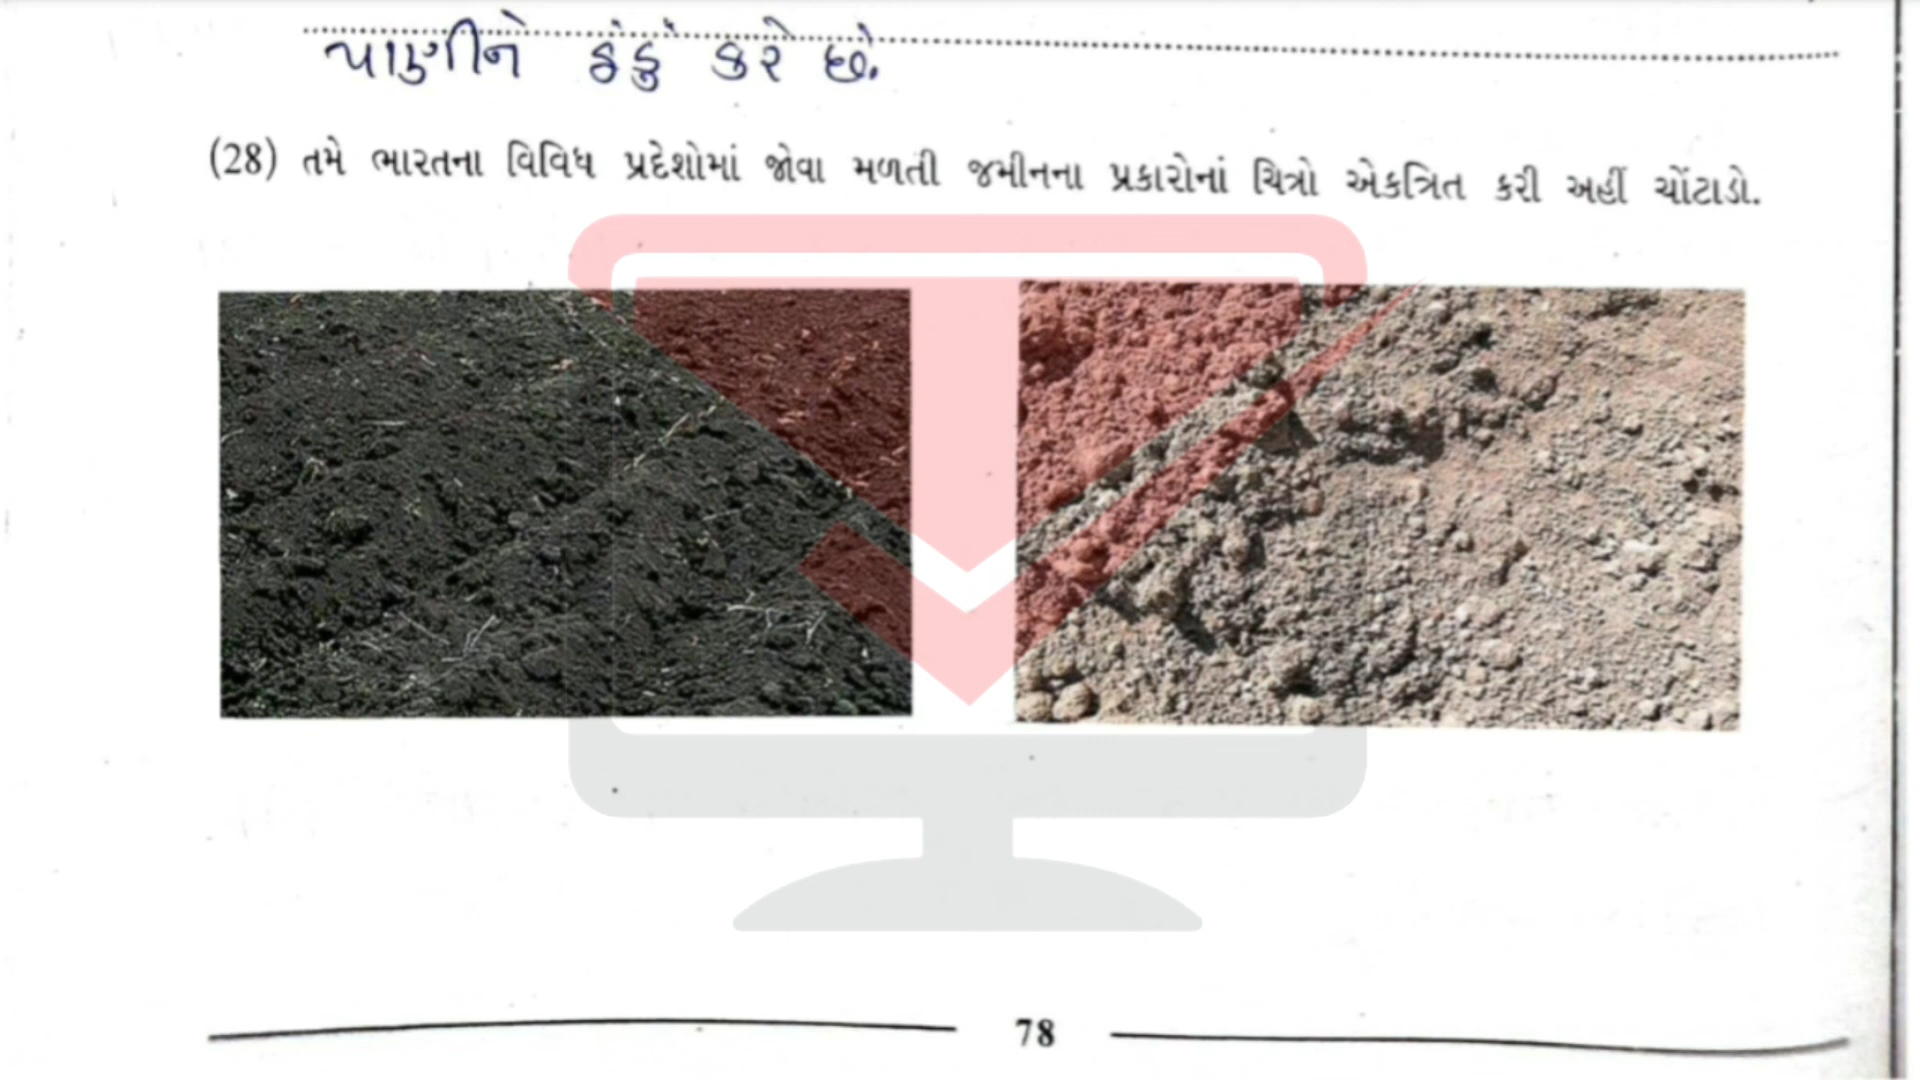 પાણીને ઠંડું કરે છે.
(28) તમે ભારતના વિવિધ પ્રદેશોમાં જોવા મળતી જમીનના પ્રકારોનાં ચિત્રો એકત્રિત કરી અહીં ચોંટાડો.
78